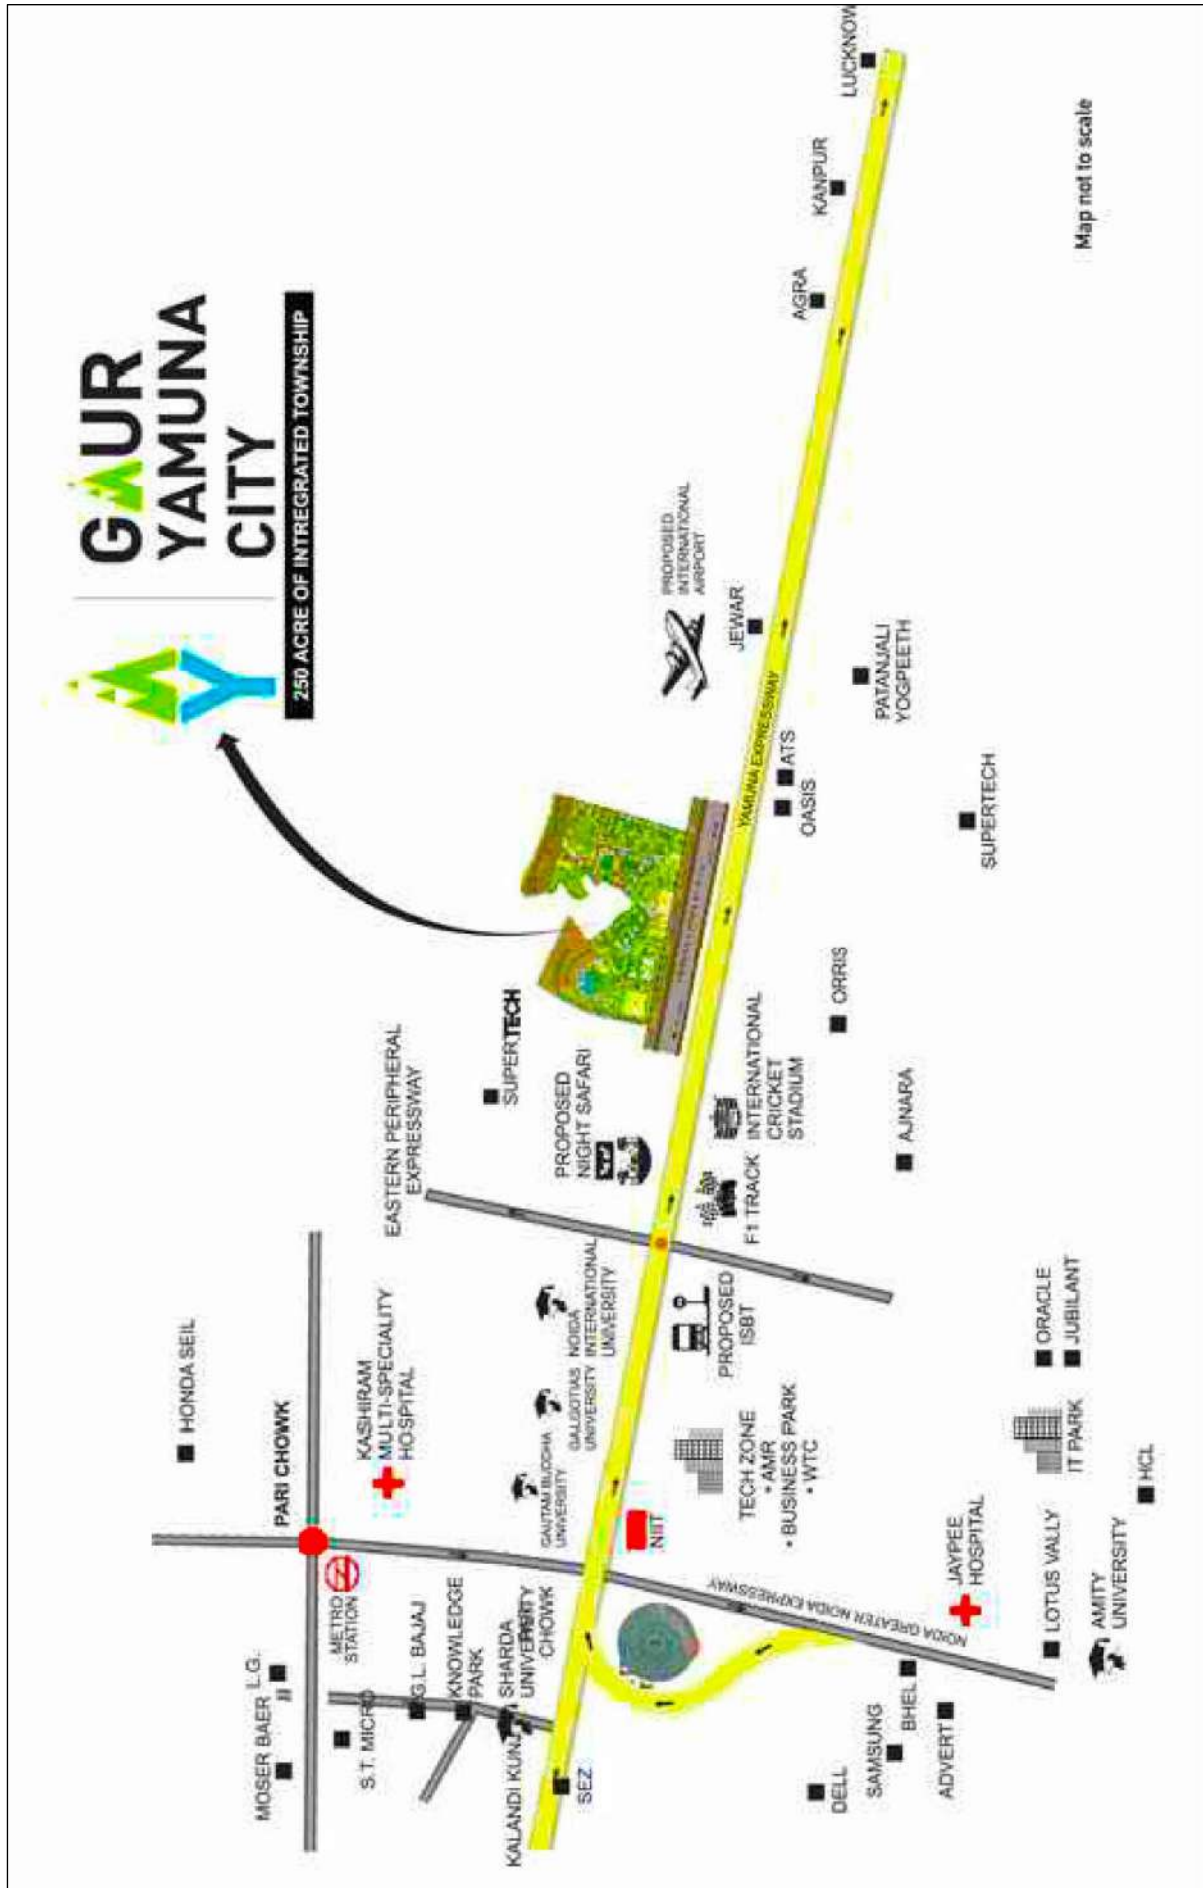 GAUR
YAMUNA
CITY
250 ACRE OF INTREGRATED TOWNSHIP
HONDA SEIL
PARI CHOWK
MOSER BAER
L.G.
METRO
STATION
S.T. MICRO
KASHIRAM
MULTI-SPECIALITY
HOSPITAL
EASTERN PERIPHERAL
EXPRESSWAY
G.L. BAJAJ
KNOWLEDGE
PARK
SHARDA
UNIVERSITY
CHOWK
KALANDI KUNJ
SEZ
GAUTAM BUDDHA
UNIVERSITY
GALGOTIAS
UNIVERSITY
NOIDA
INTERNATIONAL
UNIVERSITY
SUPERTECH
PROPOSED
NIGHT SAFARI
PROPOSED
INTERNATIONAL
AIRPORT
JEWAR
YAMUNA EXPRESSWAY
AGRA
KANPUR
LUCKNOW
NIIT
TECH ZONE
• AMR
• BUSINESS PARK
• WTC
PROPOSED
ISBT
F1 TRACK
INTERNATIONAL
CRICKET
STADIUM
OASIS
ATS
PATANJALI
YOGPEETH
ORRIS
AJNARA
SUPERTECH
NOIDA GREATER NOIDA EXPRESSWAY
DELL
SAMSUNG
BHEL
ADVERT
JAYPEE
HOSPITAL
LOTUS VALLY
AMITY
UNIVERSITY
IT PARK
HCL
ORACLE
JUBILANT
Map not to scale